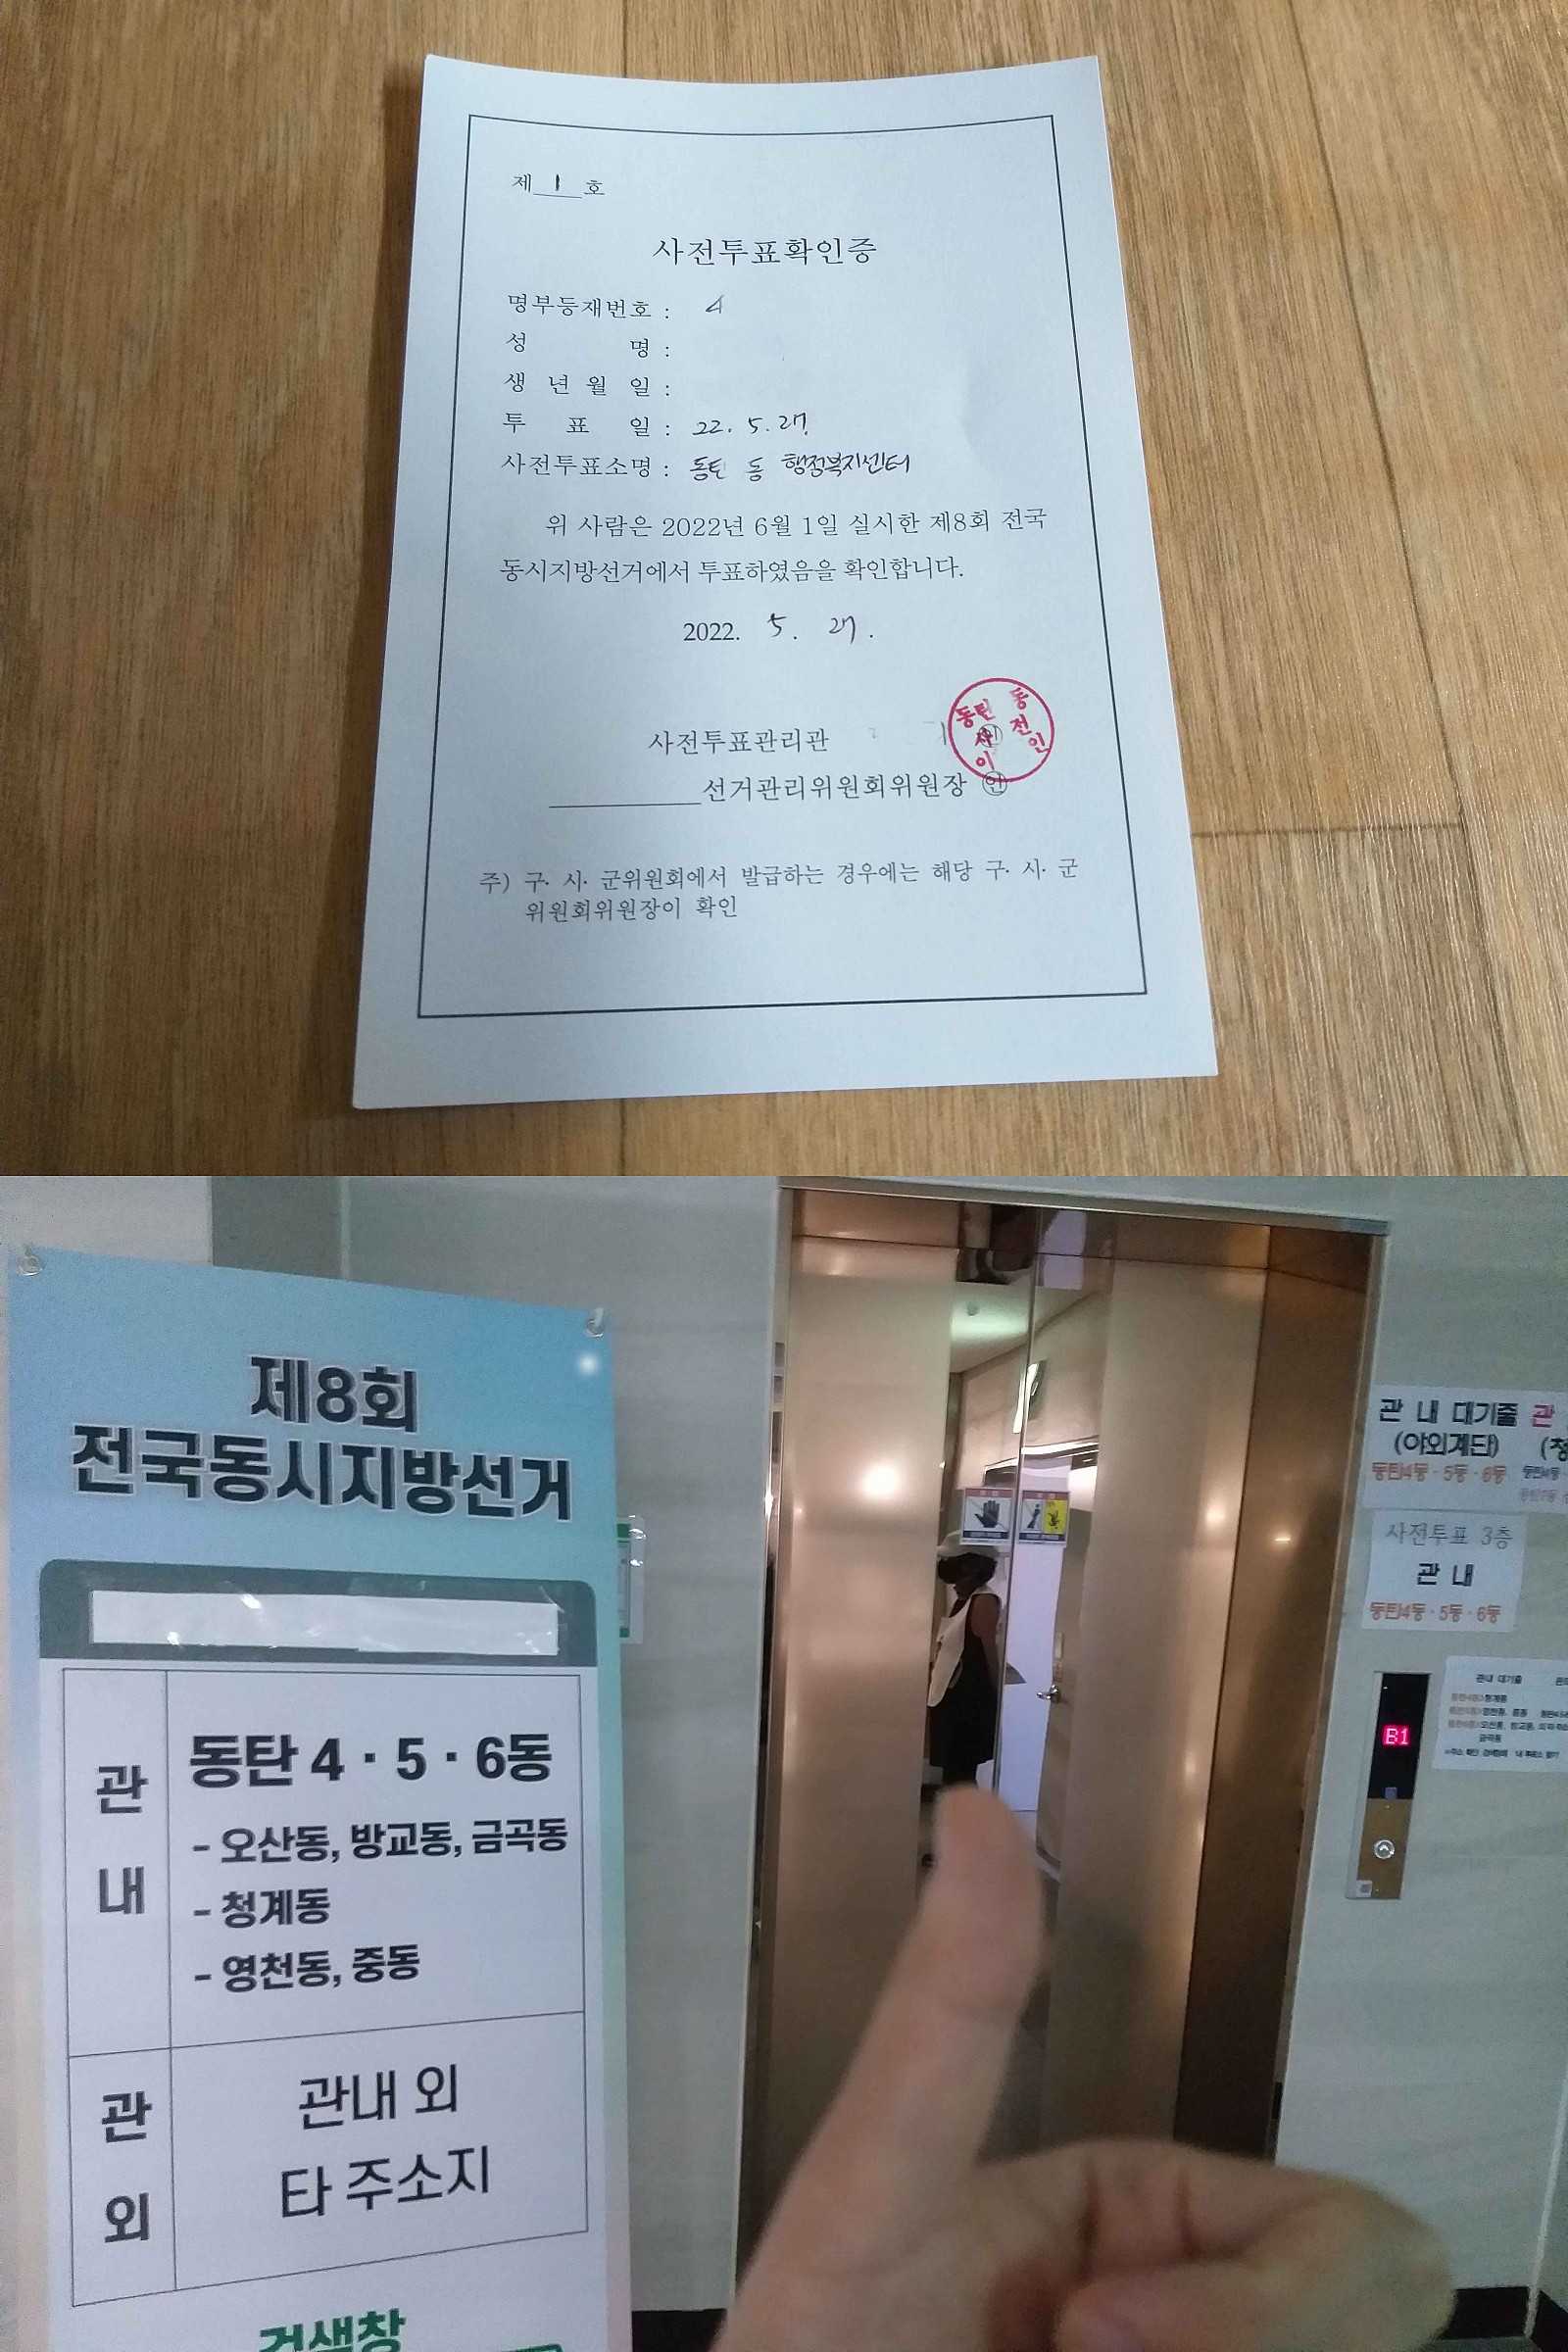 제 1 호
사전투표확인증
명부등재번호 : 4
성 명 :
생 년 월 일 :
투 표 일 : 22. 5. 27.
사전투표소명 : 동탄 동 행정복지센터
위 사람은 2022년 6월 1일 실시한 제8회 전국
동시지방선거에서 투표하였음을 확인합니다.
2022. 5. 27.
사전투표관리관 인
동탄 동
사전
인
선거관리위원회위원장 인
주) 구· 시· 군위원회에서 발급하는 경우에는 해당 구· 시· 군
위원회위원장이 확인
제8회
전국동시지방선거
관내
동탄 4 · 5 · 6동
- 오산동, 방교동, 금곡동
- 청계동
- 영천동, 중동
관외
관내 외
타 주소지
검색창
관 내 대기줄 관
(야외계단)
동탄4동 · 5동 · 6동
사전투표 3층
관 내
동탄4동 · 5동 · 6동
B1
관내 대기줄